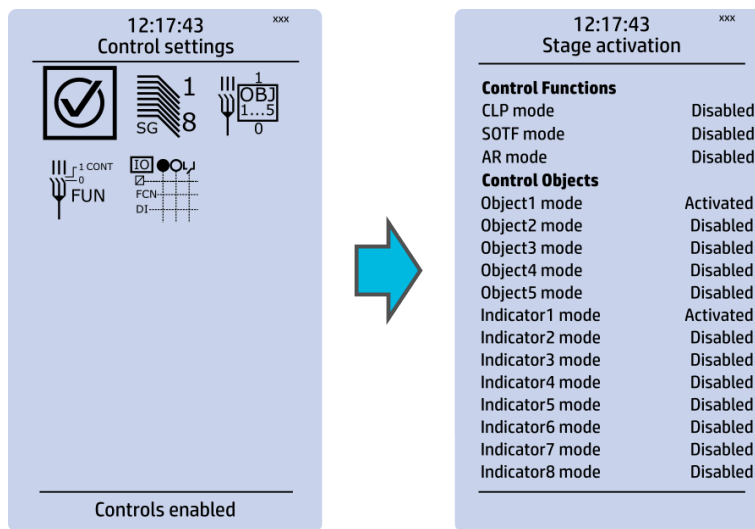 12:17:43 xxx
Control settings
SG 1 8
1 OBJ 1...5 0
1 CONT 0 FUN
IO FCN DI
Controls enabled
12:17:43 xxx
Stage activation
Control Functions
CLP mode Disabled
SOTF mode Disabled
AR mode Disabled
Control Objects
Object1 mode Activated
Object2 mode Disabled
Object3 mode Disabled
Object4 mode Disabled
Object5 mode Disabled
Indicator1 mode Activated
Indicator2 mode Disabled
Indicator3 mode Disabled
Indicator4 mode Disabled
Indicator5 mode Disabled
Indicator6 mode Disabled
Indicator7 mode Disabled
Indicator8 mode Disabled